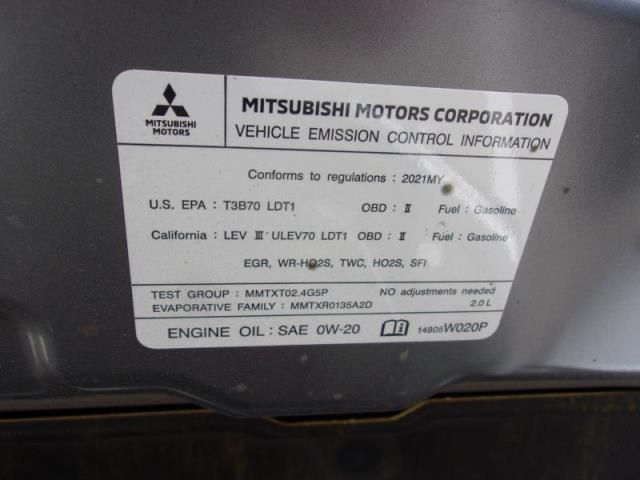 MITSUBISHI
MOTORS
MITSUBISHI MOTORS CORPORATION
VEHICLE EMISSION CONTROL INFORMATION
Conforms to regulations : 2021MY
U.S. EPA : T3B70 LDT1 OBD : II Fuel : Gasoline
California : LEV III ULEV70 LDT1 OBD : II Fuel : Gasoline
EGR, WR-HO2S, TWC, HO2S, SFI
TEST GROUP : MMTXT02.4G5P NO adjustments needed
EVAPORATIVE FAMILY : MMTXR0135A2D 2.0 L
ENGINE OIL : SAE 0W-20 14805W020P